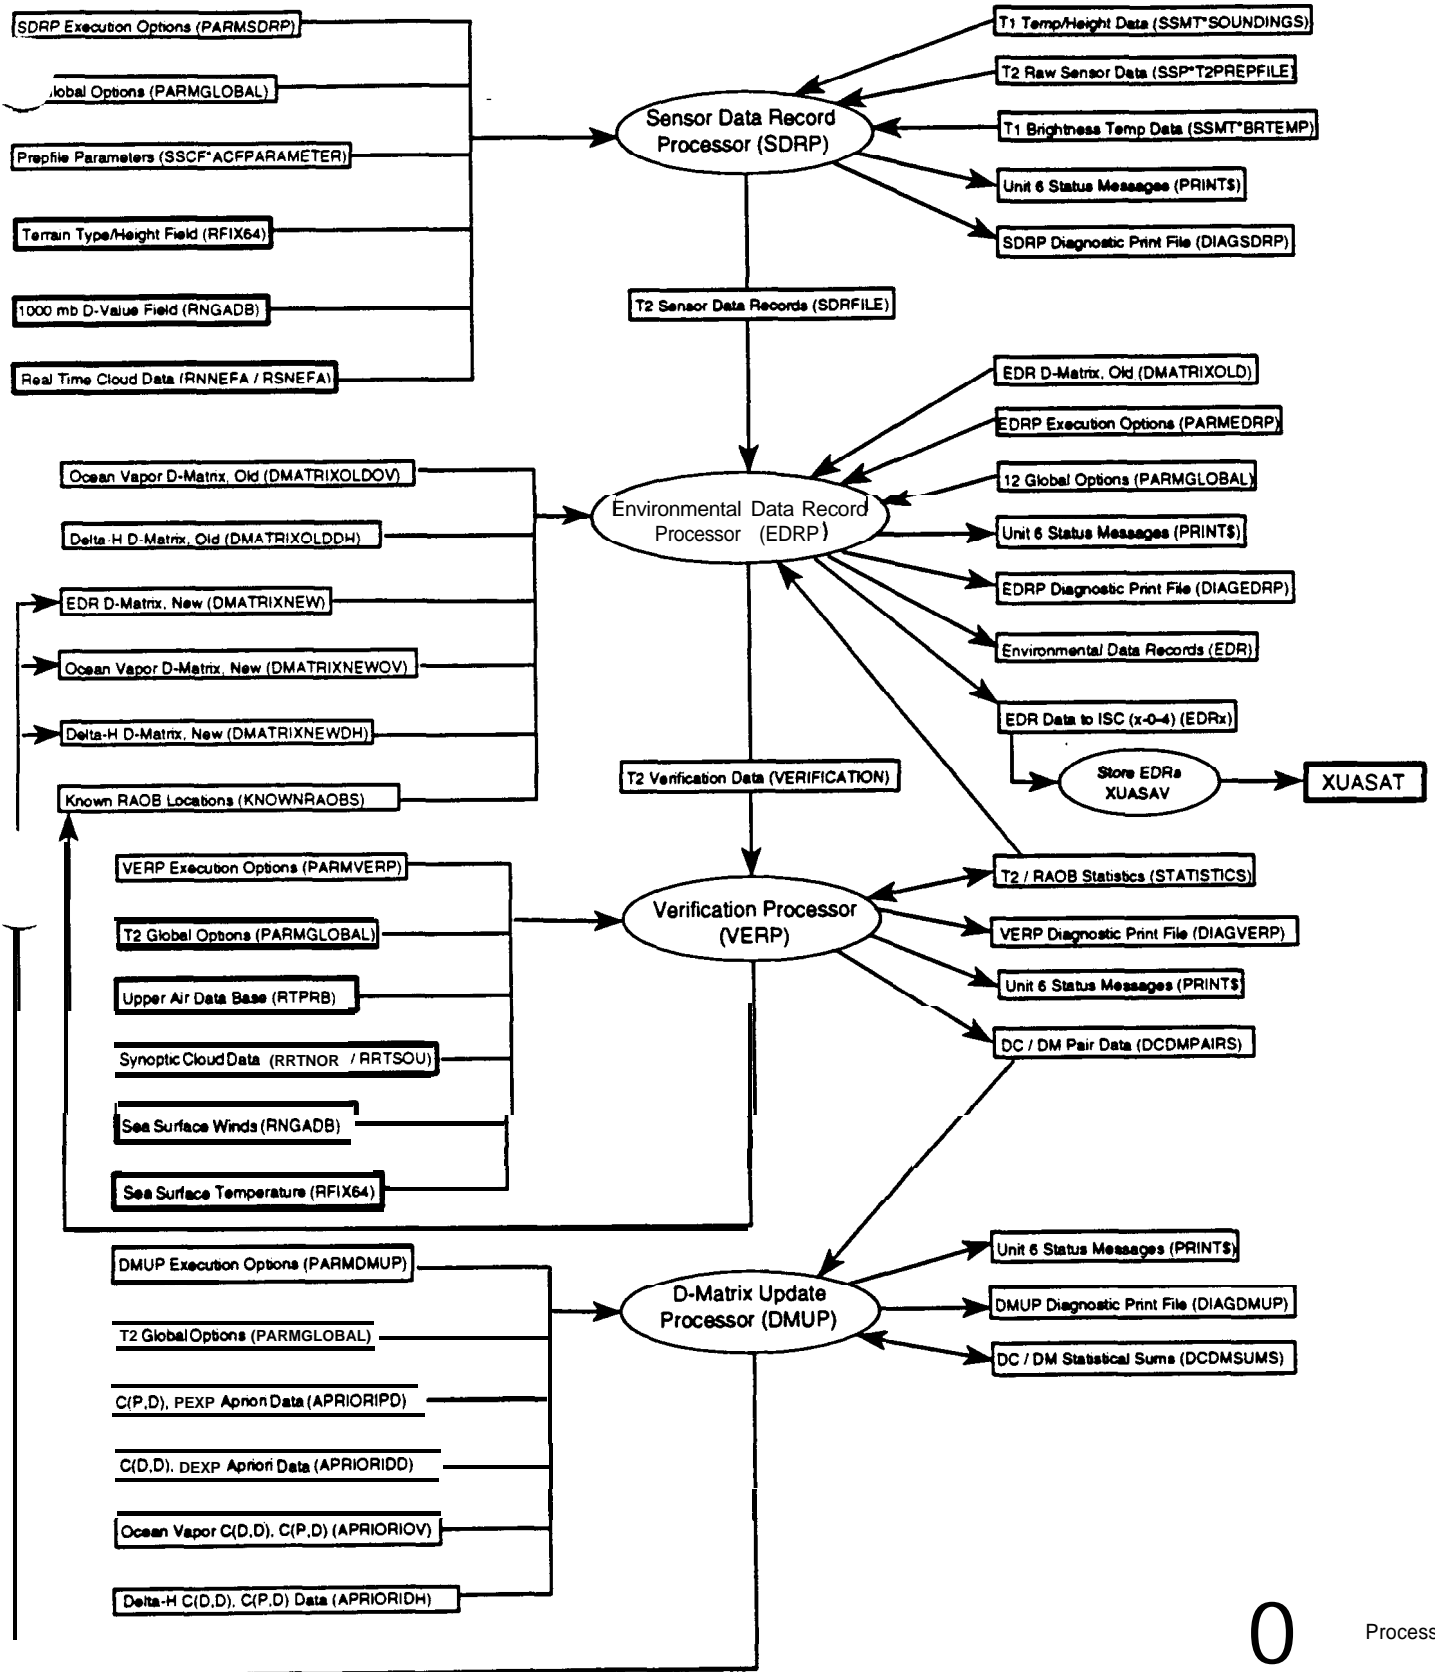 SDRP Execution Options (PARMSDRP)
lobal Options (PARMGLOBAL)
Prepfile Parameters (SSCF*ACFPARAMETER)
Terrain Type/Height Field (RFIX64)
1000 mb D-Value Field (RNGADB)
Real Time Cloud Data (RNNEFA / RSNEFA)
Sensor Data Record
Processor (SDRP)
T1 Temp/Height Data (SSMT*SOUNDINGS)
T2 Raw Sensor Data (SSP*T2PREPFILE)
T1 Brightness Temp Data (SSMT*BRTEMP)
Unit 6 Status Messages (PRINT$)
SDRP Diagnostic Print File (DIAGSDRP)
T2 Sensor Data Records (SDRFILE)
Ocean Vapor D-Matrix, Old (DMATRIXOLDOV)
Delta-H D-Matrix, Old (DMATRIXOLDDH)
EDR D-Matrix, New (DMATRIXNEW)
Ocean Vapor D-Matrix, New (DMATRIXNEWOV)
Delta-H D-Matrix, New (DMATRIXNEWDH)
Known RAOB Locations (KNOWNRAOBS)
Environmental Data Record
Processor (EDRP)
EDR D-Matrix, Old (DMATRIXOLD)
EDRP Execution Options (PARMEDRP)
12 Global Options (PARMGLOBAL)
Unit 6 Status Messages (PRINT$)
EDRP Diagnostic Print File (DIAGEDRP)
Environmental Data Records (EDR)
EDR Data to ISC (x-0-4) (EDRx)
Store EDRs
XUASAV
XUASAT
T2 Verification Data (VERIFICATION)
VERP Execution Options (PARMVERP)
T2 Global Options (PARMGLOBAL)
Upper Air Data Base (RTPRB)
Synoptic Cloud Data (RRTNOR / RRTSOU)
Sea Surface Winds (RNGADB)
Sea Surface Temperature (RFIX64)
Verification Processor
(VERP)
T2 / RAOB Statistics (STATISTICS)
VERP Diagnostic Print File (DIAGVERP)
Unit 6 Status Messages (PRINT$
DC / DM Pair Data (DCDMPAIRS)
DMUP Execution Options (PARMDMUP)
T2 Global Options (PARMGLOBAL)
C(P,D), PEXP Apriori Data (APRIORIPD)
C(D,D), DEXP Apriori Data (APRIORIDD)
Ocean Vapor C(D,D), C(P,D) (APRIORIOV)
Delta-H C(D,D), C(P,D) Data (APRIORIDH)
D-Matrix Update
Processor (DMUP)
Unit 6 Status Messages (PRINT$)
DMUP Diagnostic Print File (DIAGDMUP)
DC / DM Statistical Sums (DCDMSUMS)
0
Process